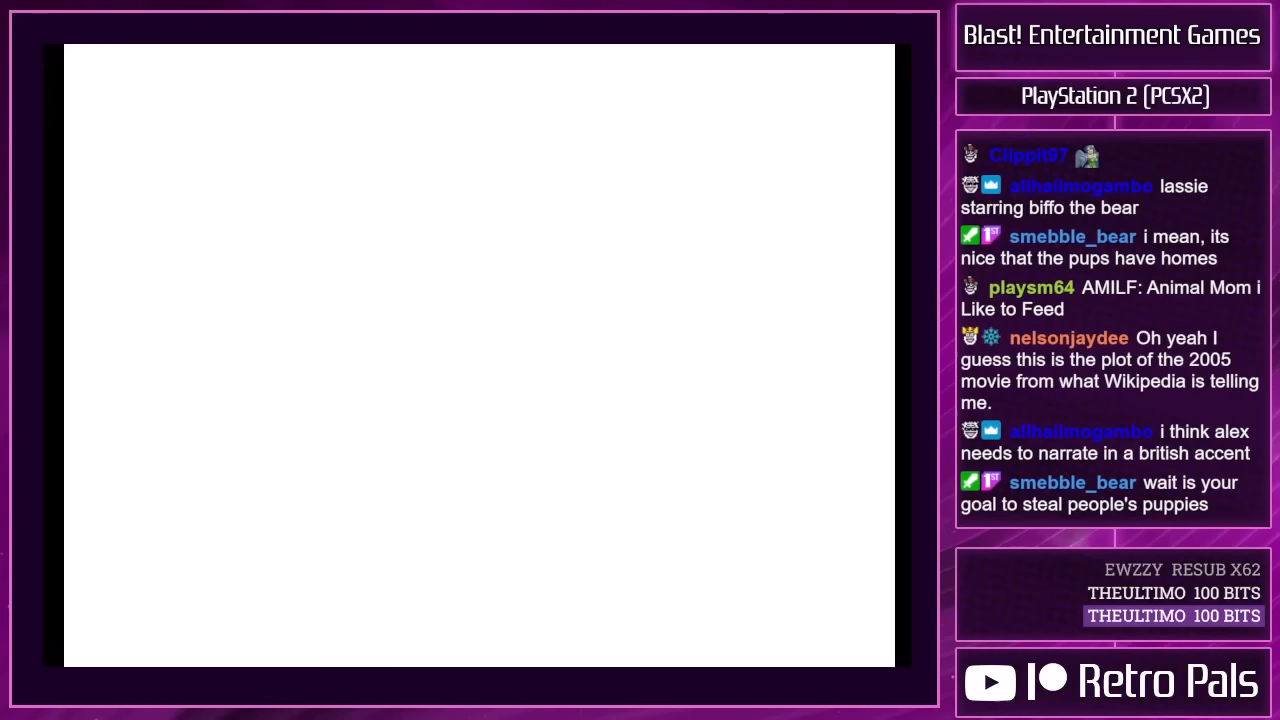 Blast! Entertainment Games
PlayStation 2 (PCSX2)
Clippit97
allhailmogambo lassie
starring biffo the bear
smebble_bear i mean, its
nice that the pups have homes
playsm64 AMILF: Animal Mom i
Like to Feed
nelsonjaydee Oh yeah I
guess this is the plot of the 2005
movie from what Wikipedia is telling
me.
allhailmogambo i think alex
needs to narrate in a british accent
smebble_bear wait is your
goal to steal people's puppies
EWZZY RESUB X62
THEULTIMO 100 BITS
THEULTIMO 100 BITS
Retro Pals